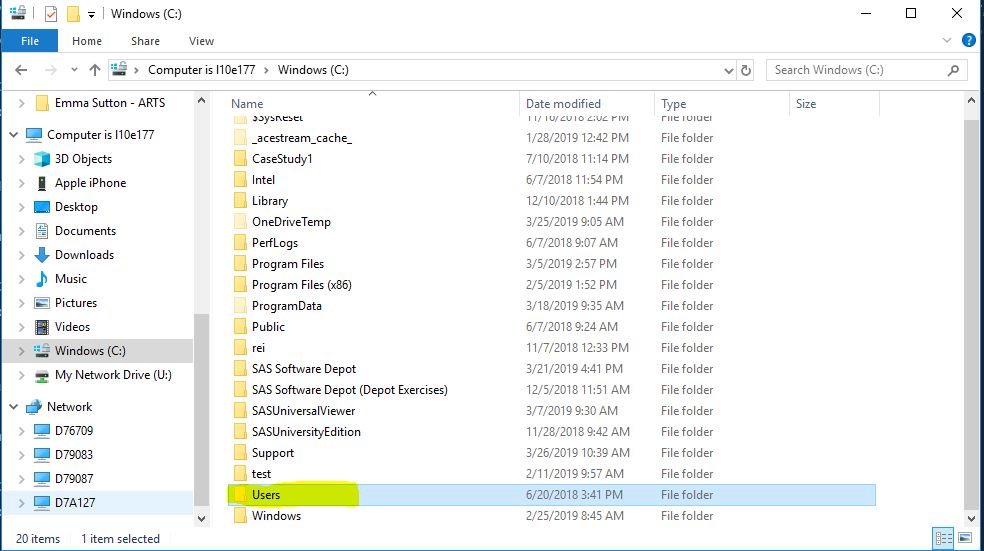 Windows (C:)
File Home Share View
Computer is l10e177 Windows (C:) Search Windows (C:)
Emma Sutton - ARTS
Computer is l10e177
3D Objects
Apple iPhone
Desktop
Documents
Downloads
Music
Pictures
Videos
Windows (C:)
My Network Drive (U:)
Network
D76709
D79083
D79087
D7A127
Name Date modified Type Size
$SysReset 11/10/2018 2:02 PM File folder
_acestream_cache_ 1/28/2019 12:42 PM File folder
CaseStudy1 7/10/2018 11:14 PM File folder
Intel 6/7/2018 11:54 PM File folder
Library 12/10/2018 1:44 PM File folder
OneDriveTemp 3/25/2019 9:05 AM File folder
PerfLogs 6/7/2018 9:07 AM File folder
Program Files 3/5/2019 2:57 PM File folder
Program Files (x86) 2/5/2019 1:52 PM File folder
ProgramData 3/18/2019 9:35 AM File folder
Public 6/7/2018 9:24 AM File folder
rei 11/7/2018 12:33 PM File folder
SAS Software Depot 3/21/2019 4:41 PM File folder
SAS Software Depot (Depot Exercises) 12/5/2018 11:51 AM File folder
SASUniversalViewer 3/7/2019 9:30 AM File folder
SASUniversityEdition 11/28/2018 9:42 AM File folder
Support 3/26/2019 10:39 AM File folder
test 2/11/2019 9:57 AM File folder
Users 6/20/2018 3:41 PM File folder
Windows 2/25/2019 8:45 AM File folder
20 items 1 item selected